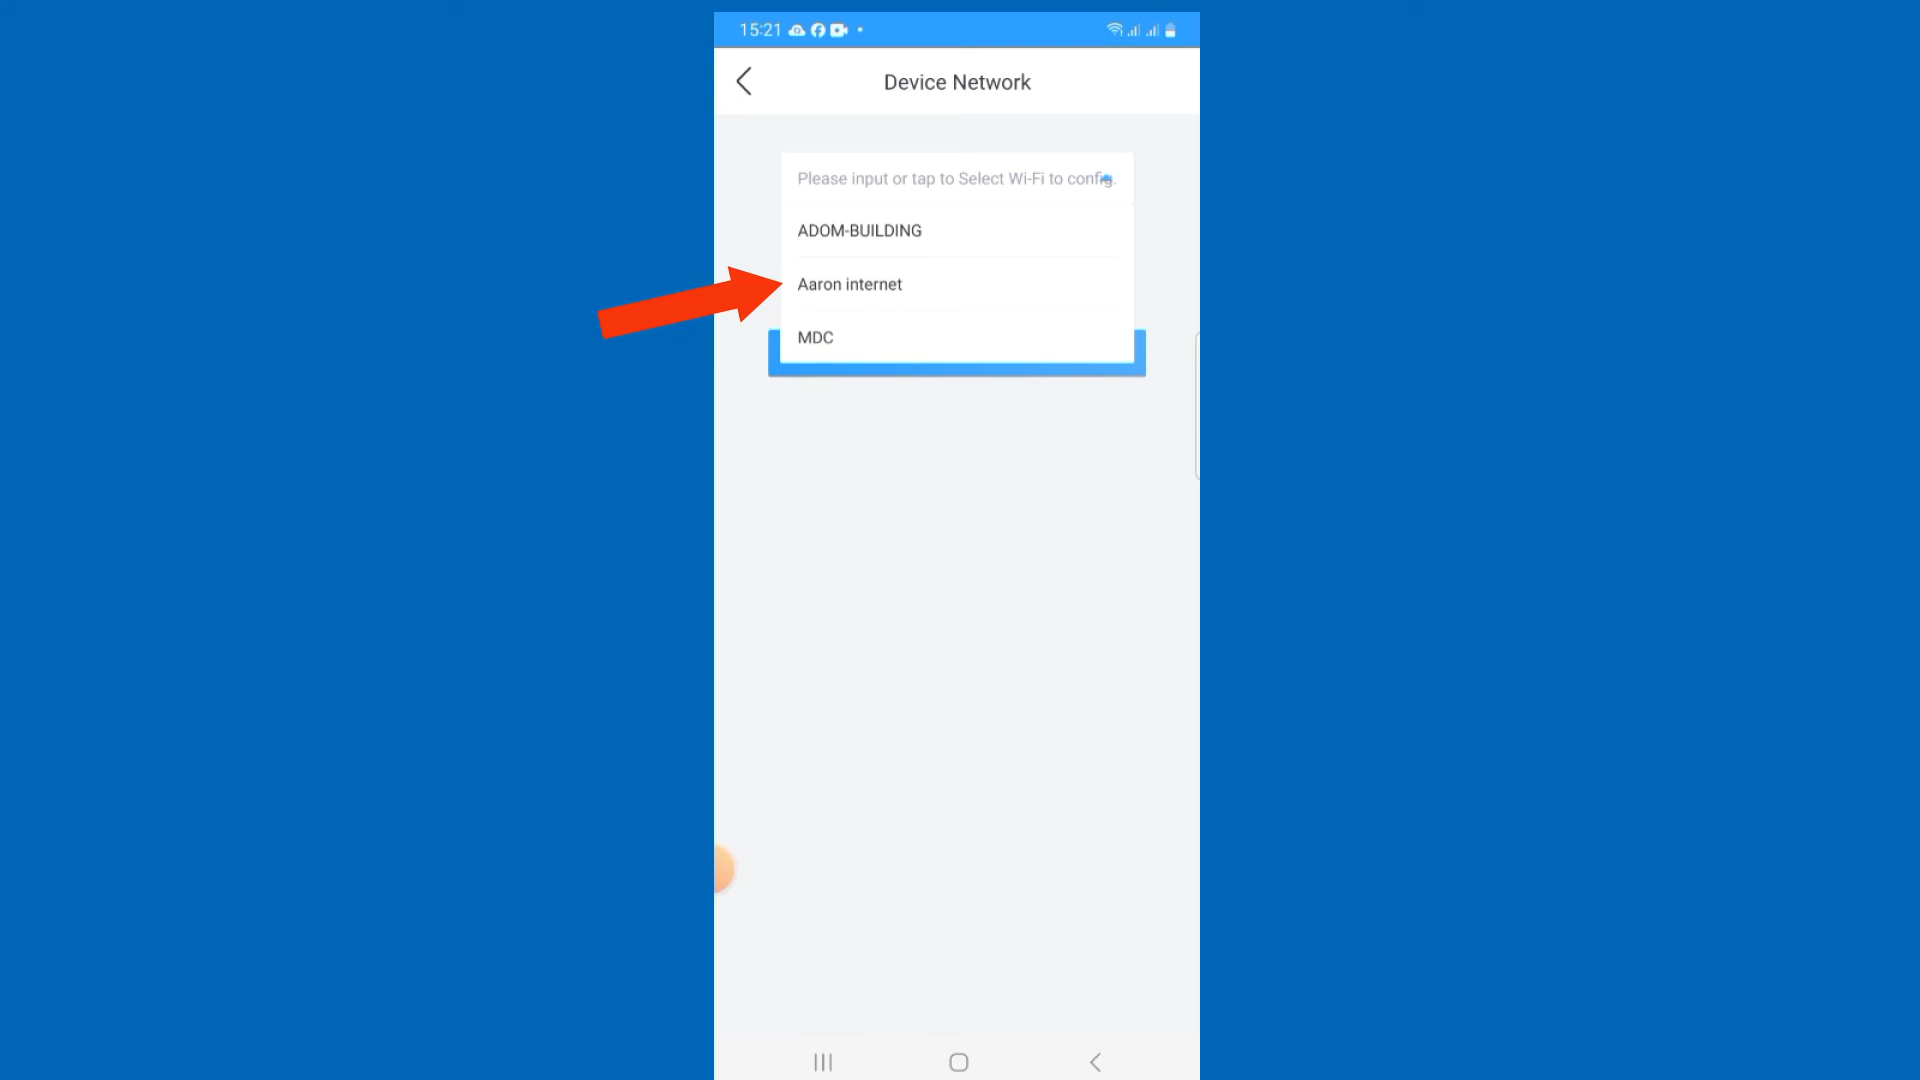 15:21
Device Network
Please input or tap to Select Wi-Fi to config.
ADOM-BUILDING
Aaron internet
MDC